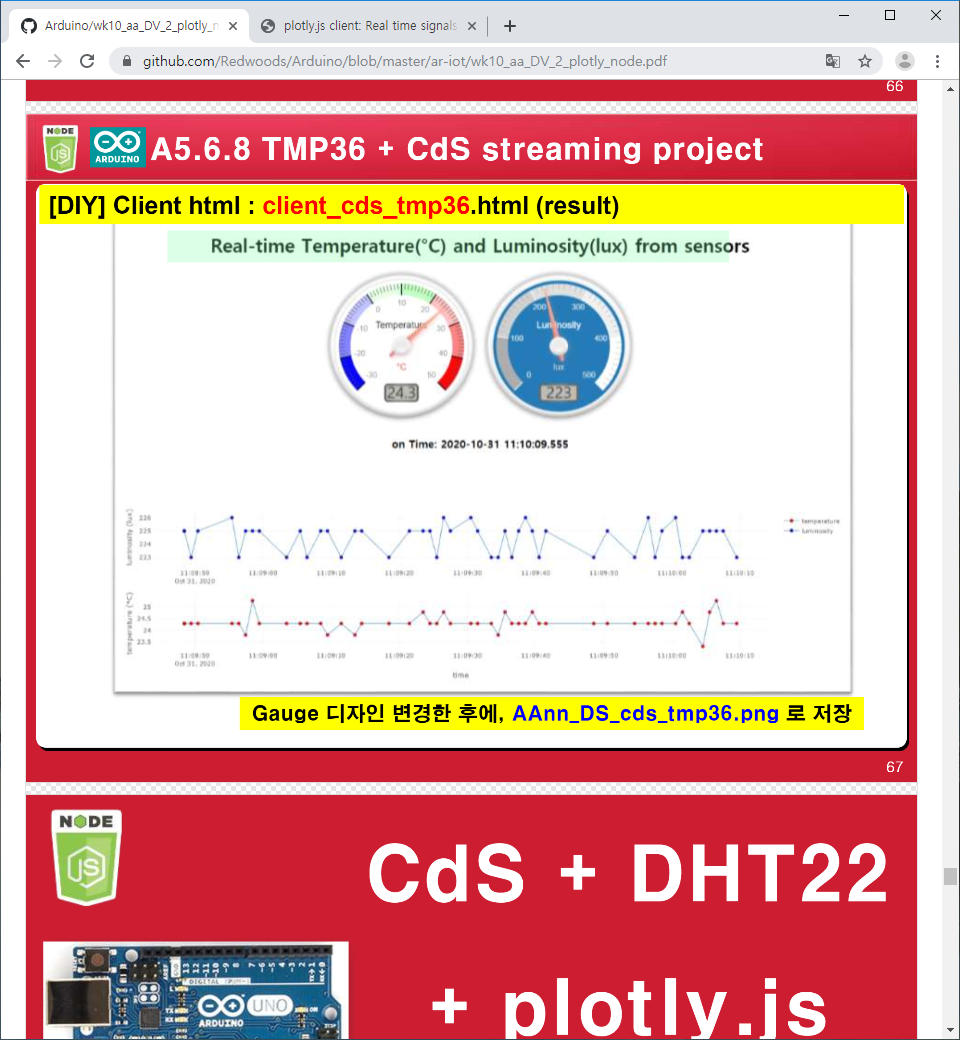 Arduino/wk10_aa_DV_2_plotly_n
plotly.js client: Real time signals
github.com/Redwoods/Arduino/blob/master/ar-iot/wk10_aa_DV_2_plotly_node.pdf
66
NODE
JS
ARDUINO
A5.6.8 TMP36 + CdS streaming project
[DIY] Client html : client_cds_tmp36.html (result)
Real-time Temperature(°C) and Luminosity(lux) from sensors
-30 -20 -10 0 10 20 30 40 50
Temperature
°C
24.3
0 100 200 300 400 500
Luminosity
lux
223
on Time: 2020-10-31 11:10:09.555
luminosity (lux)
226
225
224
223
11:08:50 11:09:00 11:09:10 11:09:20 11:09:30 11:09:40 11:09:50 11:10:00 11:10:10
Oct 31, 2020
temperature
luminosity
temperature (°C)
25
24.5
24
23.5
11:08:50 11:09:00 11:09:10 11:09:20 11:09:30 11:09:40 11:09:50 11:10:00 11:10:10
Oct 31, 2020
time
Gauge 디자인 변경한 후에, AAnn_DS_cds_tmp36.png 로 저장
67
NODE
JS
CdS + DHT22
+ plotly.js
UNO
ARDUINO